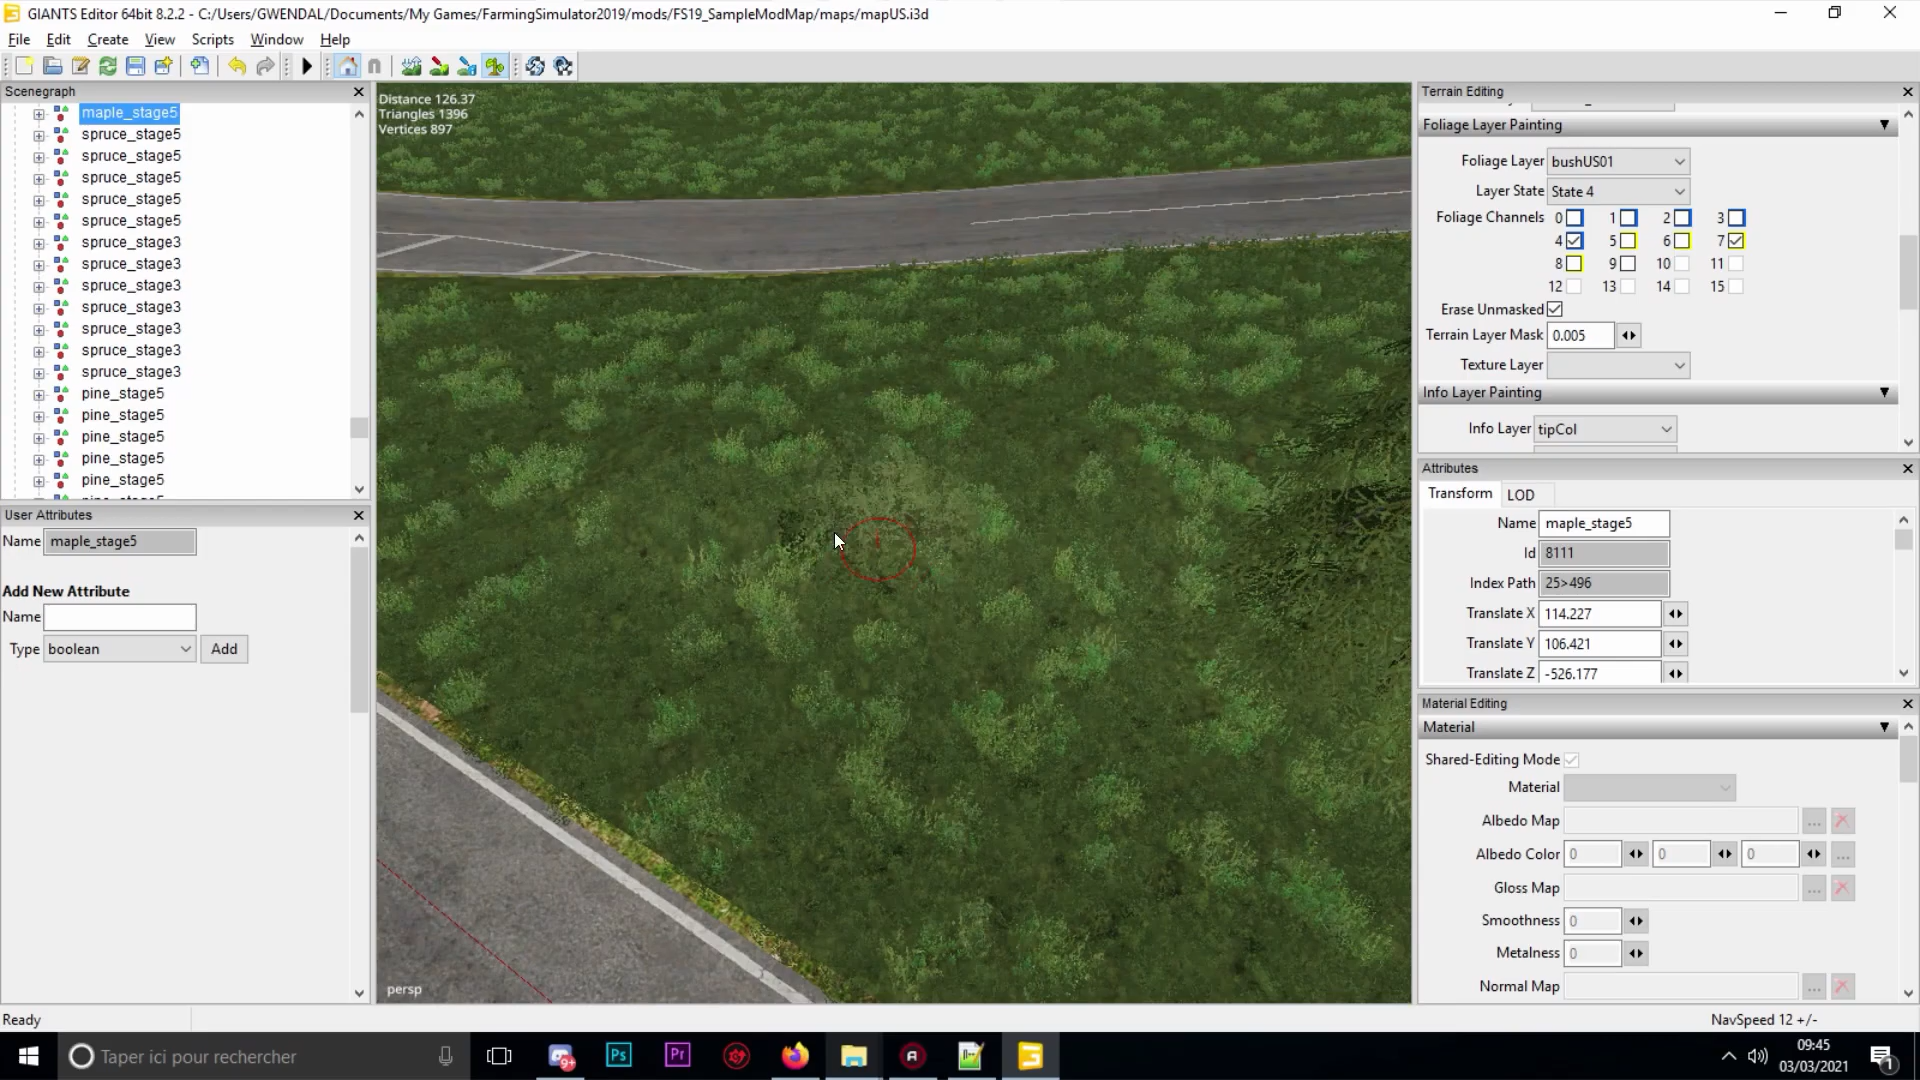 GIANTS Editor 64bit 8.2.2 - C:/Users/GWENDAL/Documents/My Games/FarmingSimulator2019/mods/FS19_SampleModMap/maps/mapUS.i3d
File Edit Create View Scripts Window Help
Scenegraph
maple_stage5
spruce_stage5
spruce_stage5
spruce_stage5
spruce_stage5
spruce_stage5
spruce_stage3
spruce_stage3
spruce_stage3
spruce_stage3
spruce_stage3
spruce_stage3
spruce_stage3
pine_stage5
pine_stage5
pine_stage5
pine_stage5
pine_stage5
User Attributes
Name maple_stage5
Add New Attribute
Name
Type boolean Add
Distance 126.37
Triangles 1396
Vertices 897
persp
Terrain Editing
Foliage Layer Painting
Foliage Layer bushUS01
Layer State State 4
Foliage Channels 0 1 2 3
4 5 6 7
8 9 10 11
12 13 14 15
Erase Unmasked
Terrain Layer Mask 0.005
Texture Layer
Info Layer Painting
Info Layer tipCol
Attributes
Transform LOD
Name maple_stage5
Id 8111
Index Path 25>496
Translate X 114.227
Translate Y 106.421
Translate Z -526.177
Material Editing
Material
Shared-Editing Mode
Material
Albedo Map ...
Albedo Color 0 0 0 ...
Gloss Map ...
Smoothness 0
Metalness 0
Normal Map ...
Ready
NavSpeed 12 +/-
Taper ici pour rechercher
9+
Ps
Pr
09:45
03/03/2021
1